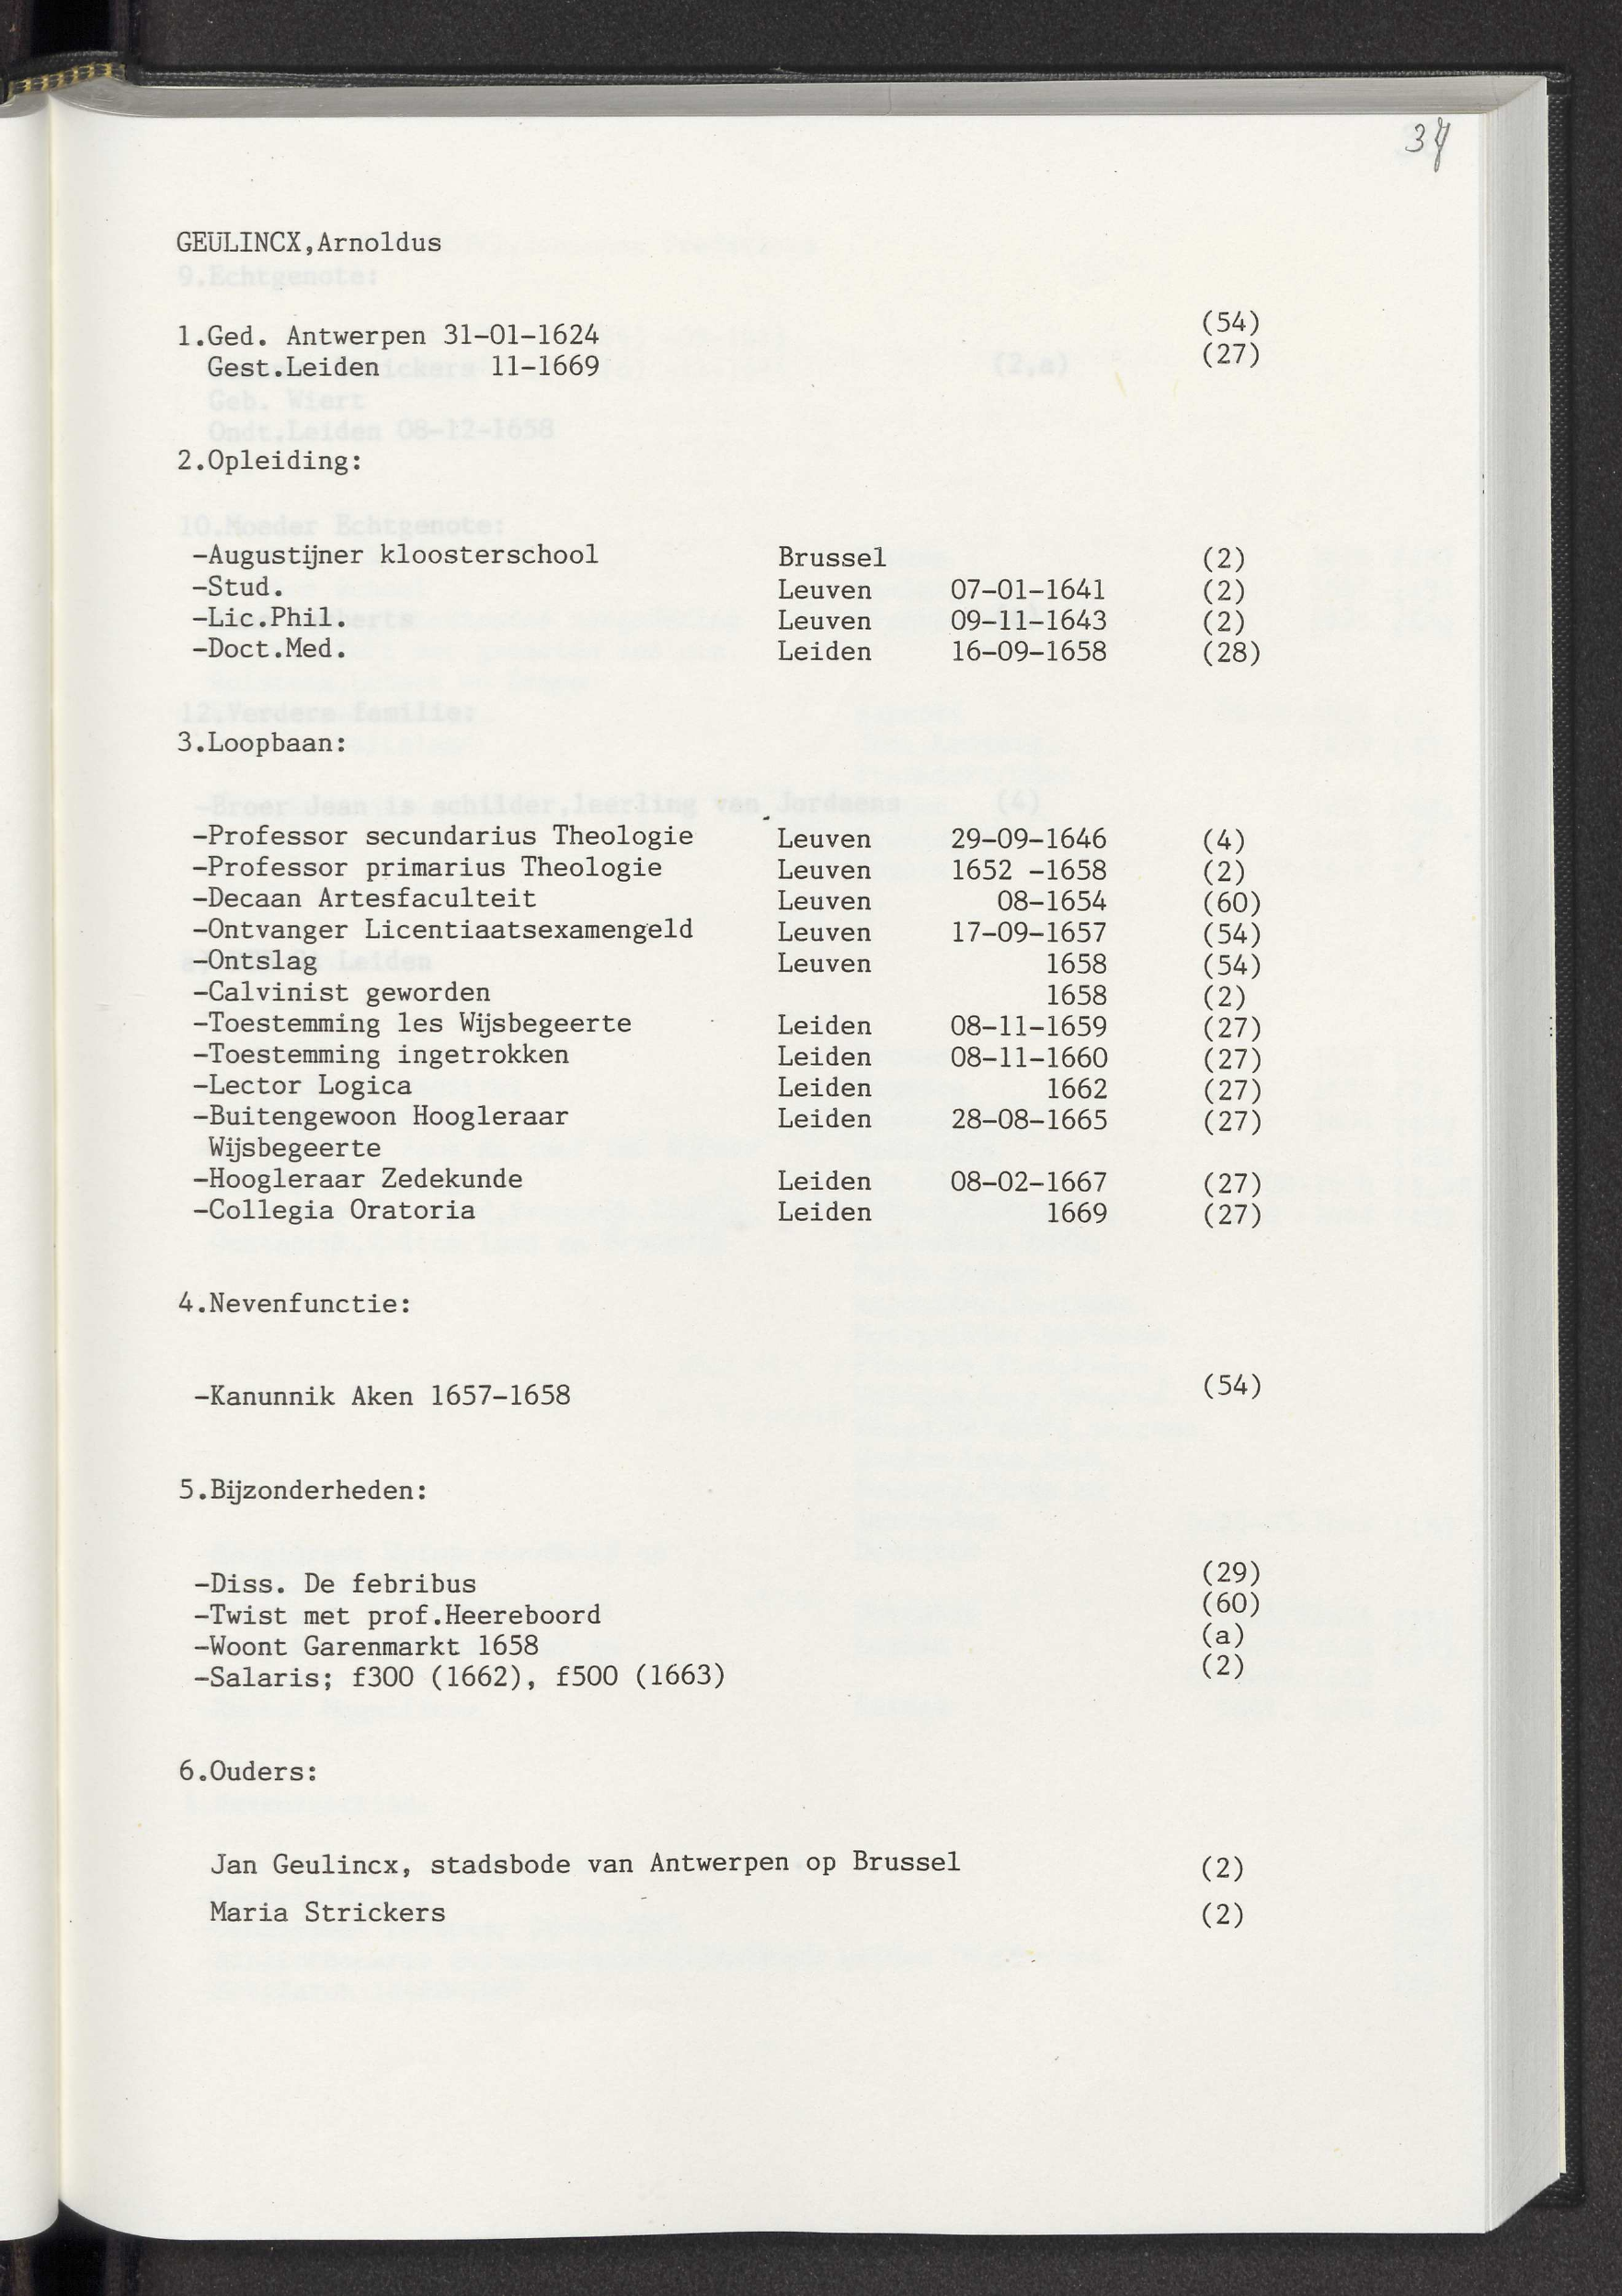 37
GEULINCX,Arnoldus
1.Ged. Antwerpen 31-01-1624 (54)
Gest.Leiden 11-1669 (27)
2.Opleiding:
-Augustijner kloosterschool Brussel (2)
-Stud. Leuven 07-01-1641 (2)
-Lic.Phil. Leuven 09-11-1643 (2)
-Doct.Med. Leiden 16-09-1658 (28)
3.Loopbaan:
-Professor secundarius Theologie Leuven 29-09-1646 (4)
-Professor primarius Theologie Leuven 1652 -1658 (2)
-Decaan Artesfaculteit Leuven 08-1654 (60)
-Ontvanger Licentiaatsexamengeld Leuven 17-09-1657 (54)
-Ontslag Leuven 1658 (54)
-Calvinist geworden 1658 (2)
-Toestemming les Wijsbegeerte Leiden 08-11-1659 (27)
-Toestemming ingetrokken Leiden 08-11-1660 (27)
-Lector Logica Leiden 1662 (27)
-Buitengewoon Hoogleraar Leiden 28-08-1665 (27)
Wijsbegeerte
-Hoogleraar Zedekunde Leiden 08-02-1667 (27)
-Collegia Oratoria Leiden 1669 (27)
4.Nevenfunctie:
-Kanunnik Aken 1657-1658 (54)
5.Bijzonderheden:
-Diss. De febribus (29)
-Twist met prof.Heereboord (60)
-Woont Garenmarkt 1658 (a)
-Salaris; f300 (1662), f500 (1663) (2)
6.Ouders:
Jan Geulincx, stadsbode van Antwerpen op Brussel (2)
Maria Strickers (2)